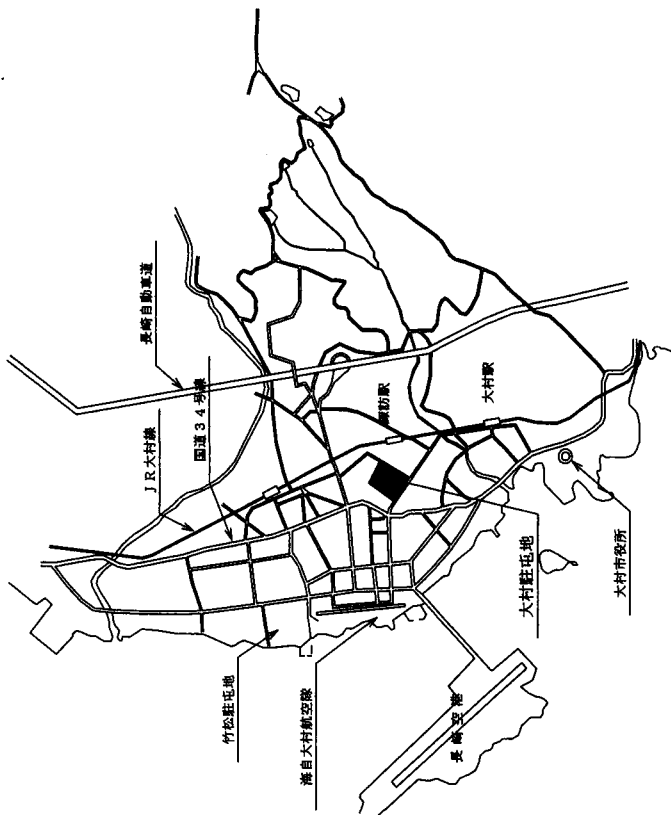 長崎自動車道
国道34号線
JR大村線
諏訪駅
大村駅
竹松駐屯地
海自大村航空隊
長崎空港
大村駐屯地
大村市役所